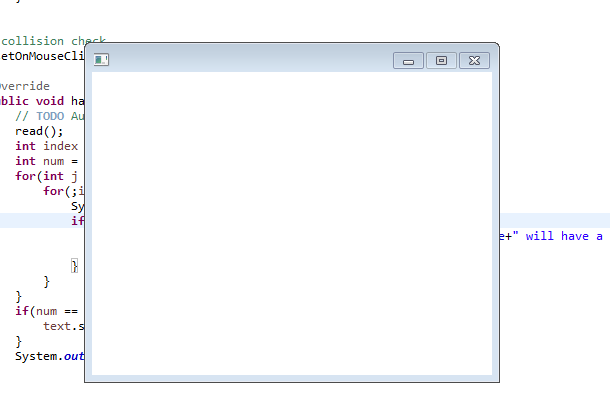 collision check
etOnMouseCli
verride
blic void ha
// TODO Au
read();
int index
int num =
for(int j
for(;i
Sy
if
e+" will have a
}
}
}
if(num ==
text.s
}
System.out